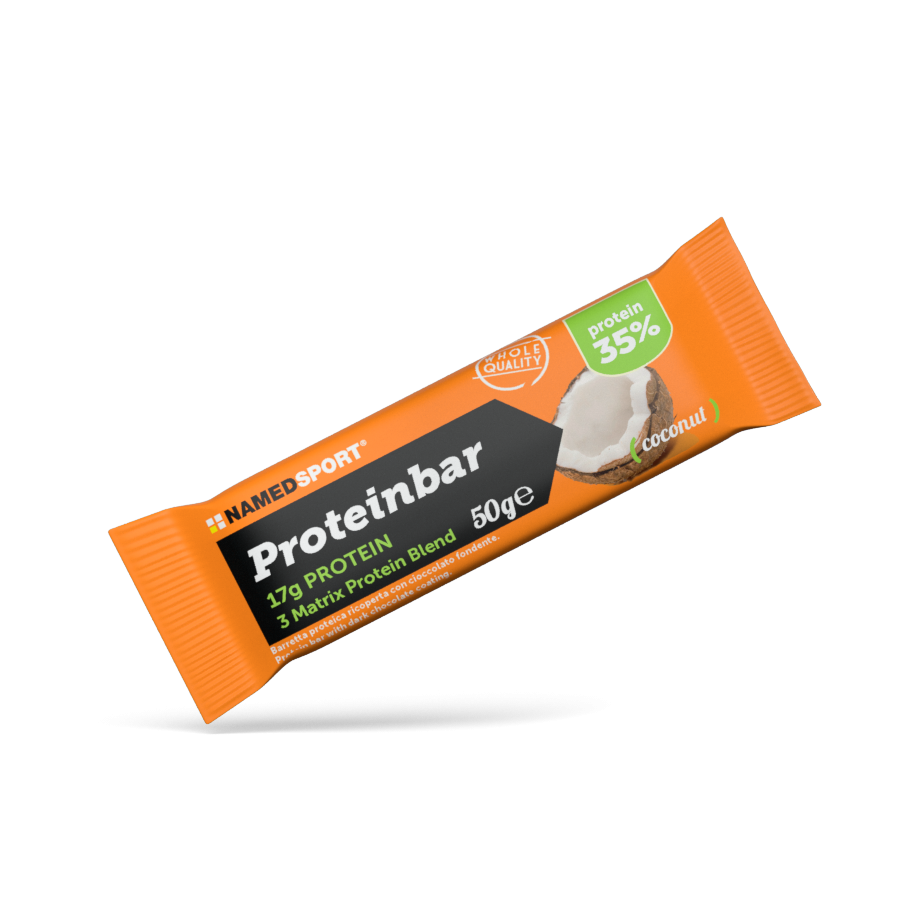 NAMEDSPORT®
Proteinbar
17g PROTEIN
3 Matrix Protein Blend
50g℮
Barretta proteica ricoperta con cioccolato fondente.
Protein bar with dark chocolate coating.
WHOLE
QUALITY
protein
35%
(coconut)